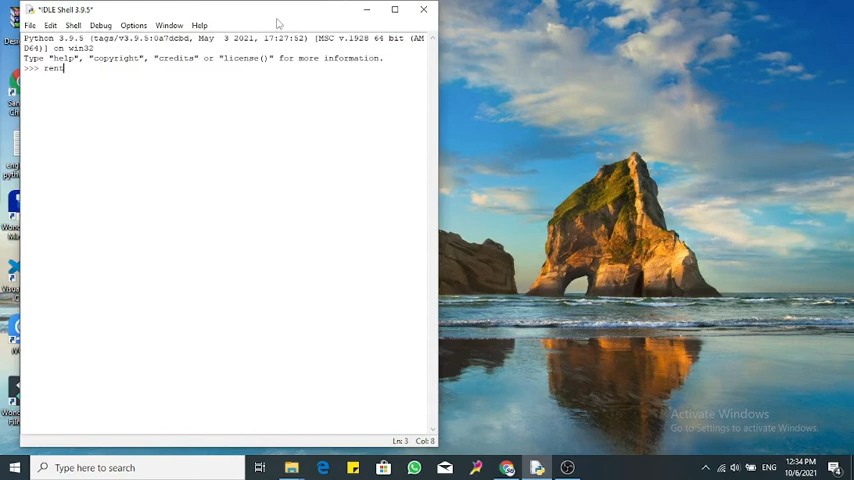 *IDLE Shell 3.9.5*
File Edit Shell Debug Options Window Help
Python 3.9.5 (tags/v3.9.5:0a7dcbd, May  3 2021, 17:27:52) [MSC v.1928 64 bit (AM
D64)] on win32
Type "help", "copyright", "credits" or "license()" for more information.
>>> rent
Ln: 3 Col: 8
Activate Windows
Go to Settings to activate Windows.
Type here to search
ENG
12:34 PM
10/6/2021
4